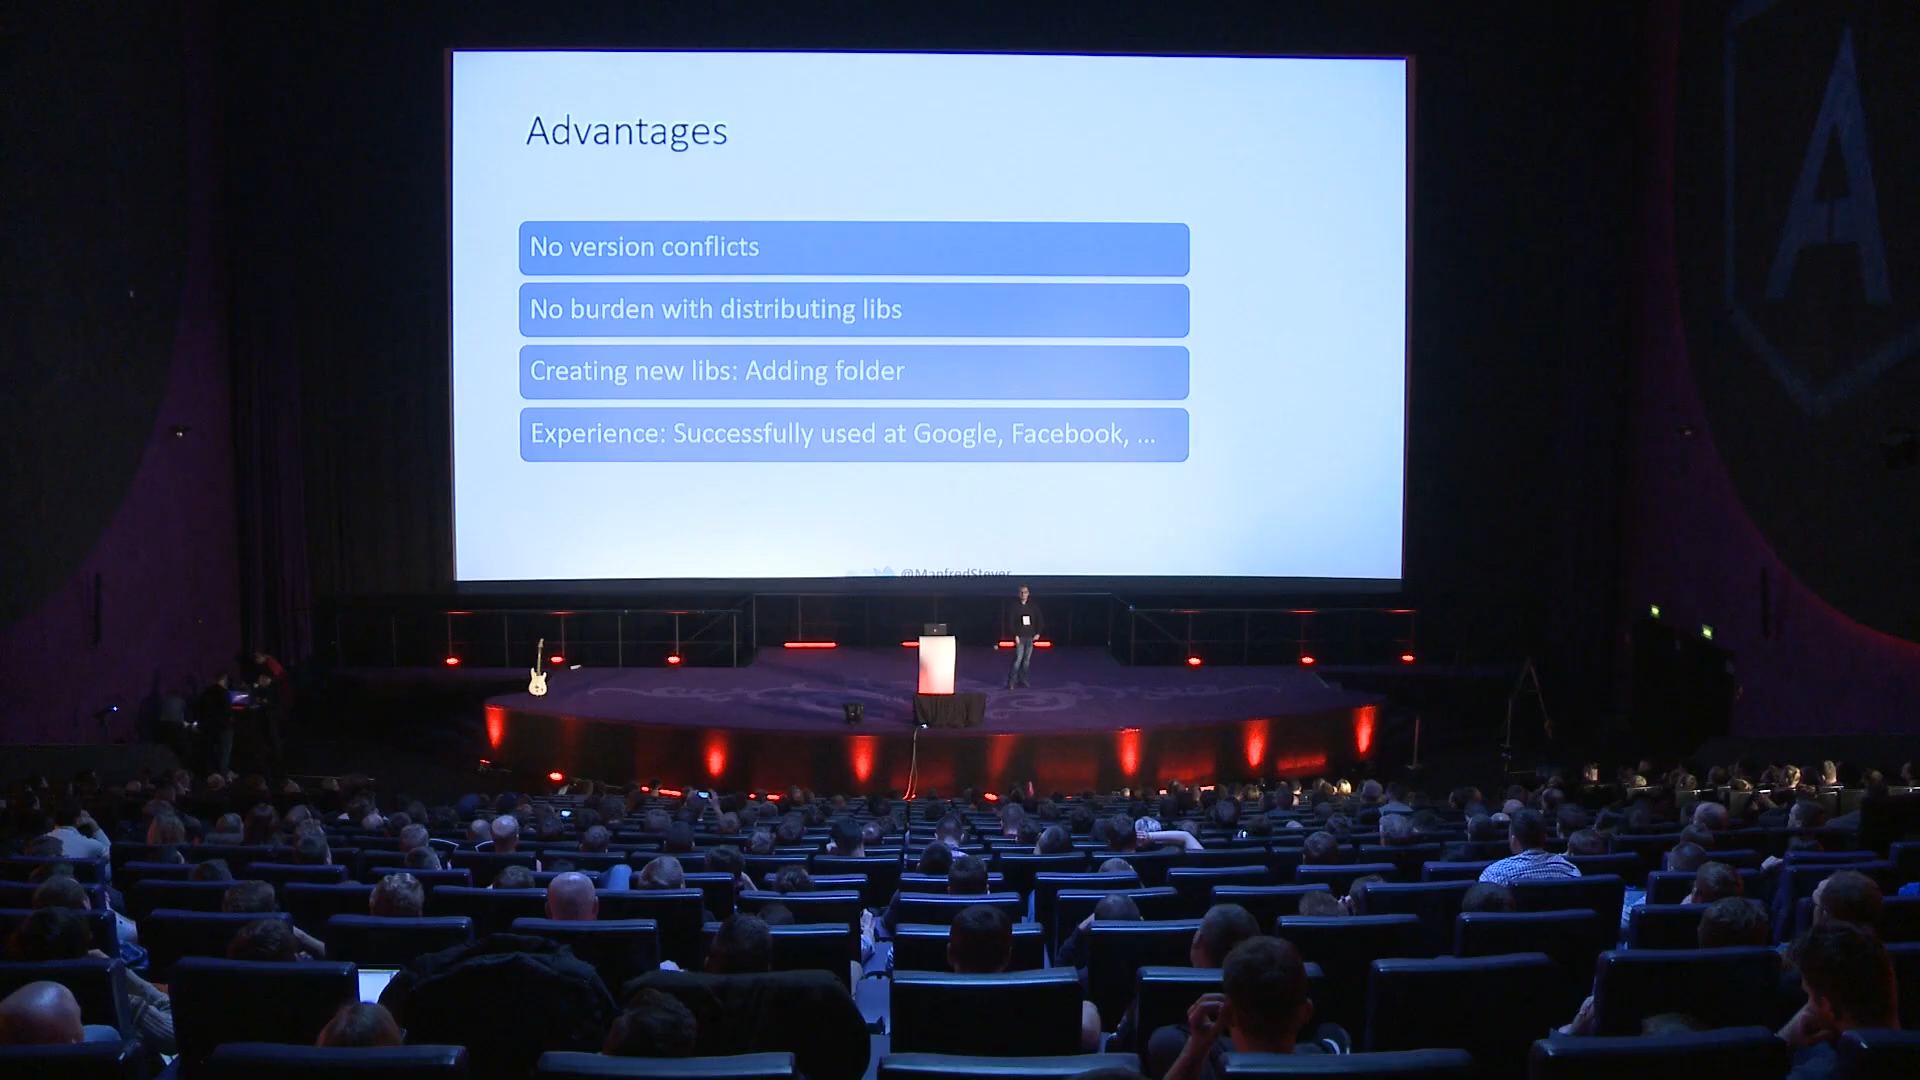 Advantages
No version conflicts
No burden with distributing libs
Creating new libs: Adding folder
Experience: Successfully used at Google, Facebook, ...
@ManfredSteyer
A